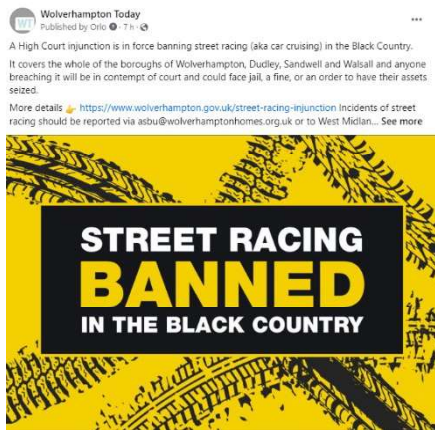 WT
Wolverhampton Today
Published by Orlo · 7 h ·
A High Court injunction is in force banning street racing (aka car cruising) in the Black Country.
It covers the whole of the boroughs of Wolverhampton, Dudley, Sandwell and Walsall and anyone
breaching it will be in contempt of court and could face jail, a fine, or an order to have their assets
seized.
More details 👉 https://www.wolverhampton.gov.uk/street-racing-injunction Incidents of street
racing should be reported via asbu@wolverhamptonhomes.org.uk or to West Midlan... See more
STREET RACING
BANNED
IN THE BLACK COUNTRY